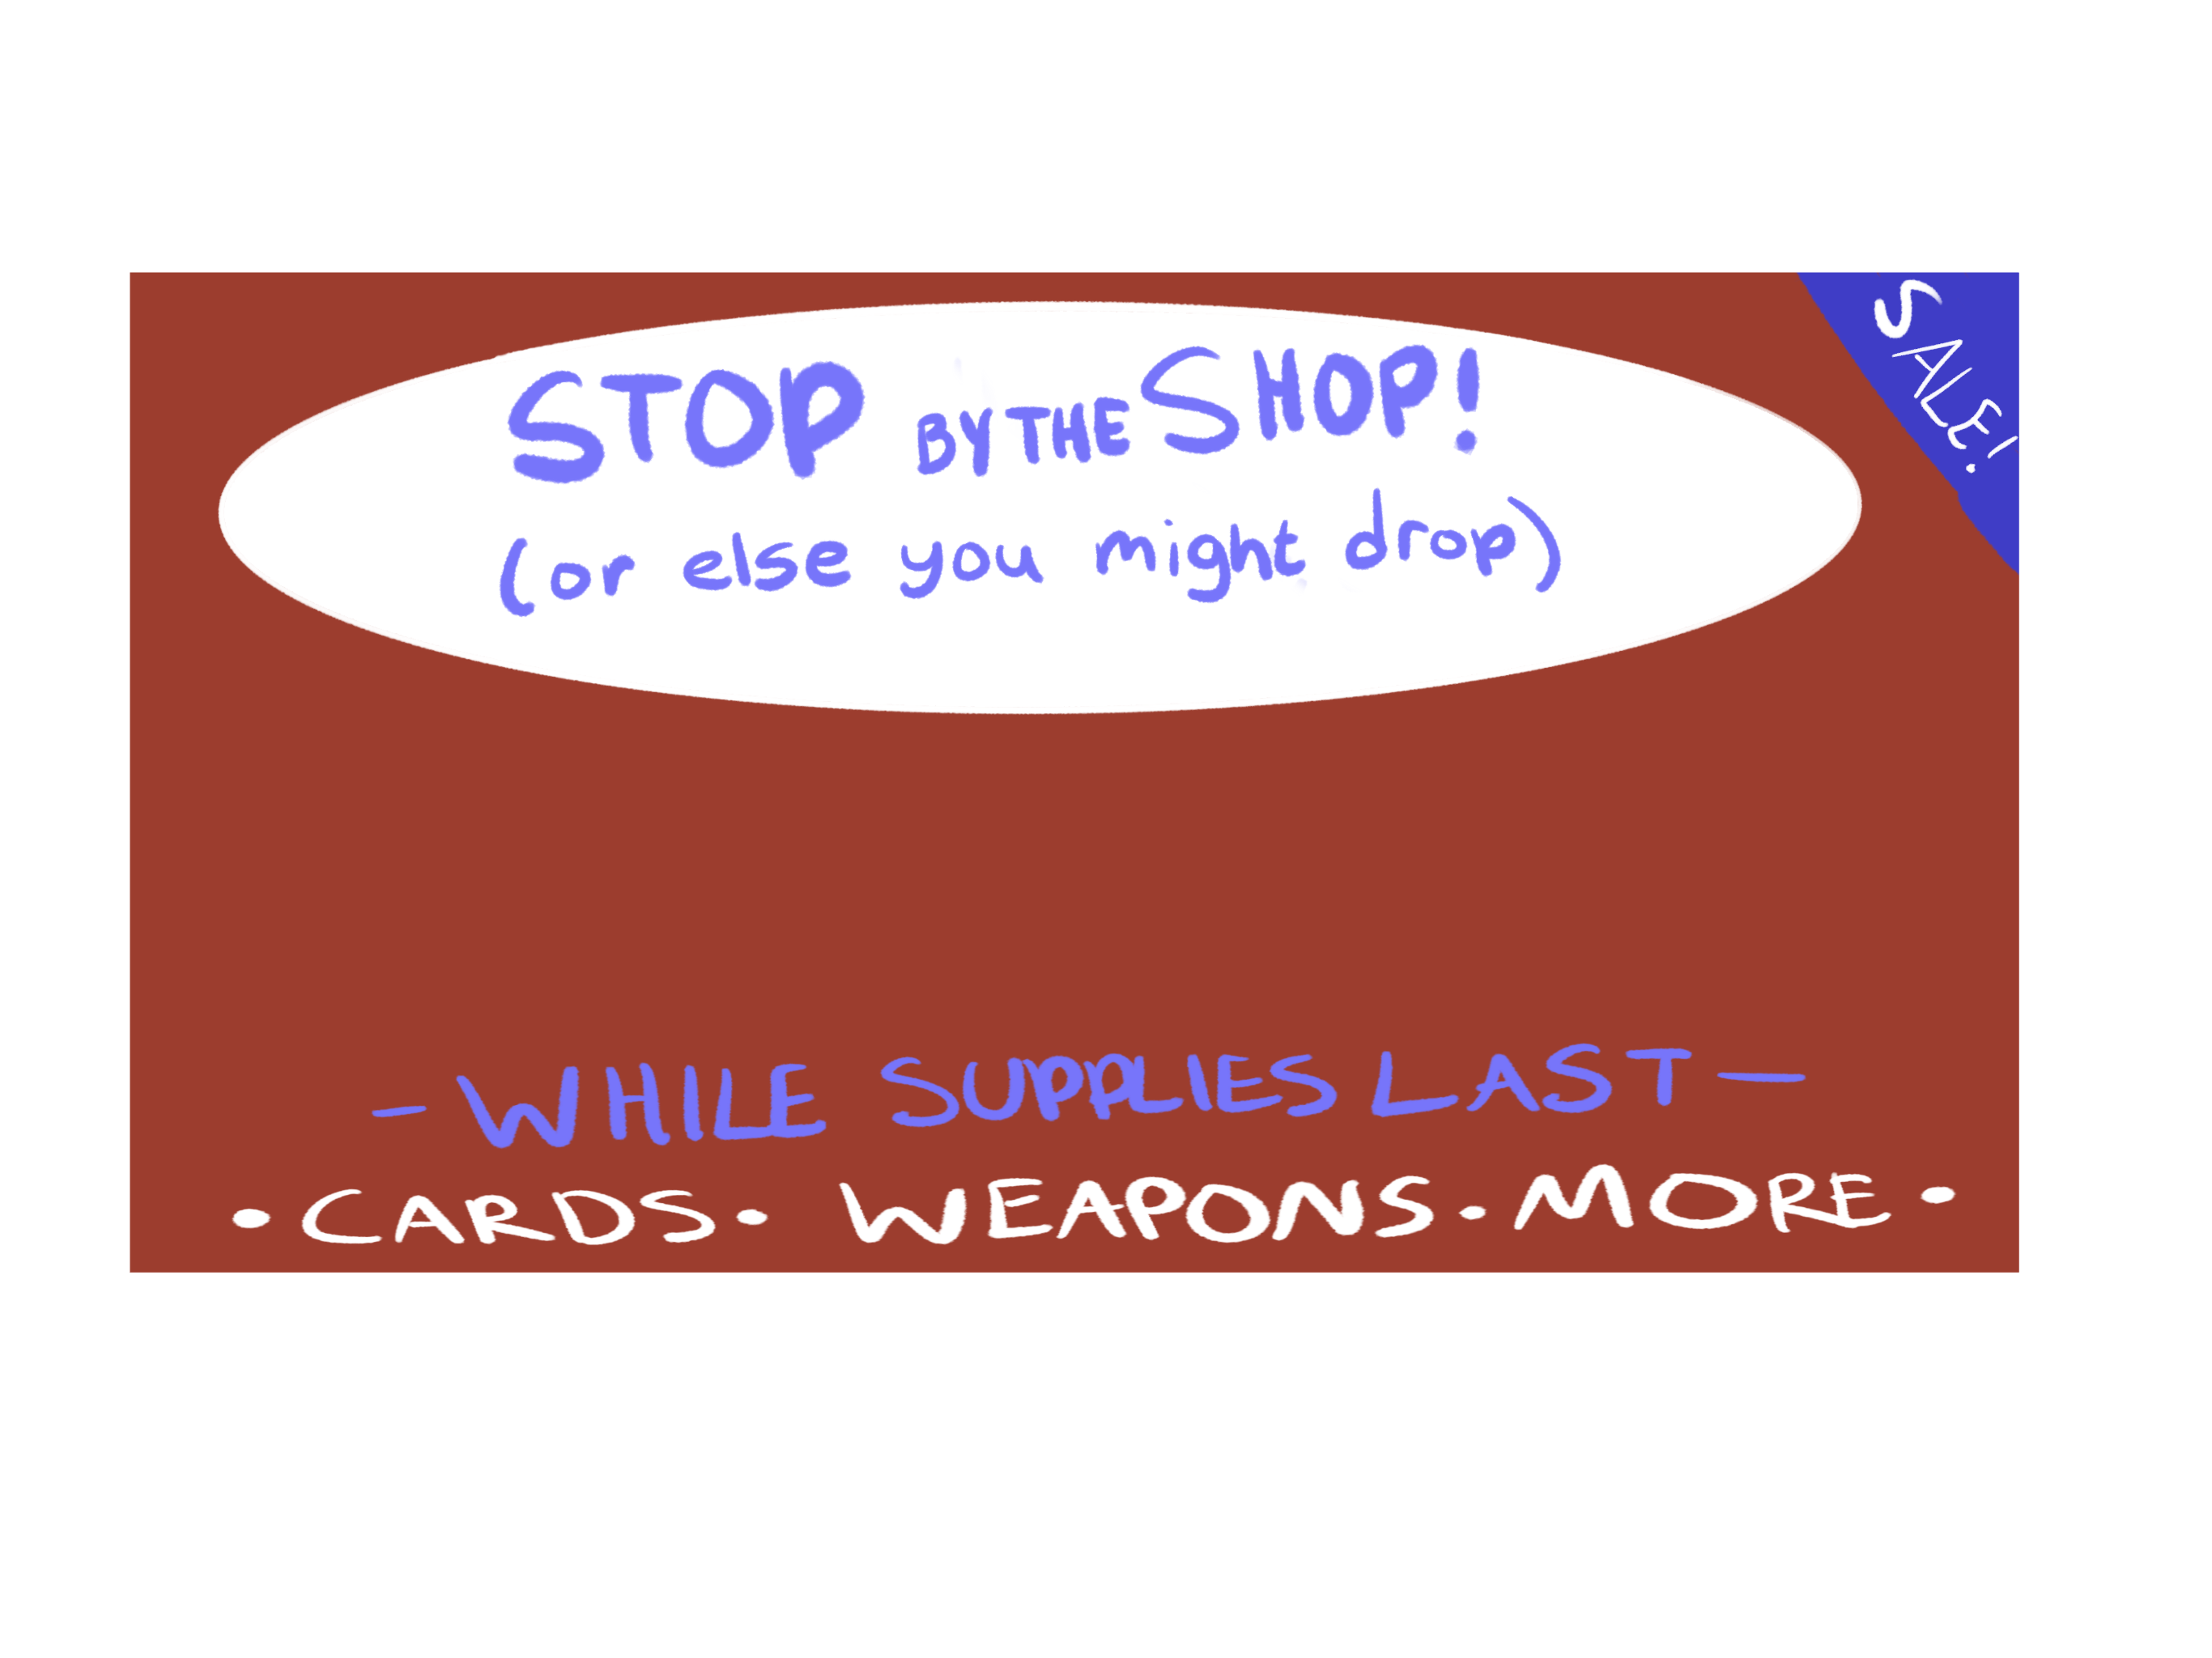 STOP BY THE SHOP!
(or else you might drop)
SALE!
– WHILE SUPPLIES LAST –
• CARDS • WEAPONS • MORE •